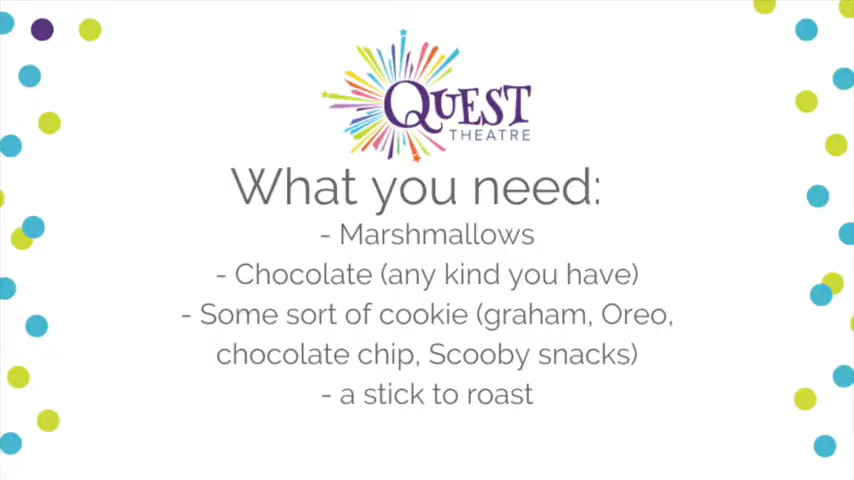 QUEST
THEATRE
What you need:
- Marshmallows
- Chocolate (any kind you have)
- Some sort of cookie (graham, Oreo,
chocolate chip, Scooby snacks)
- a stick to roast